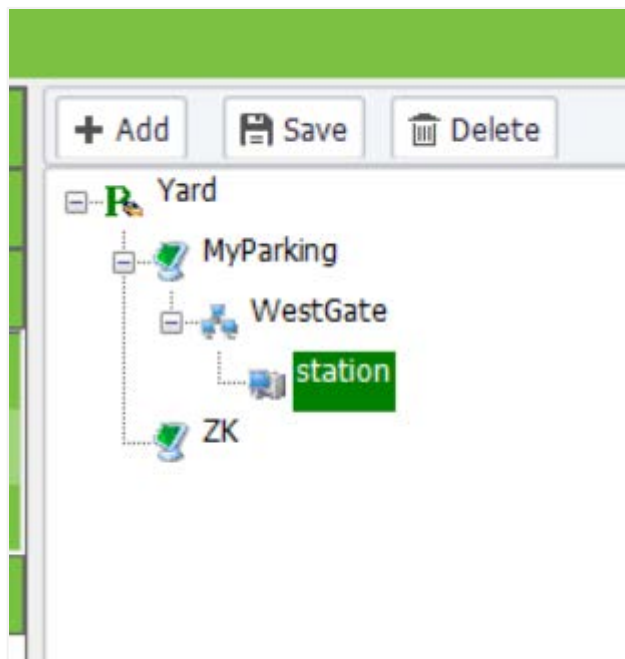 Add Save Delete
Yard
MyParking
WestGate
station
ZK